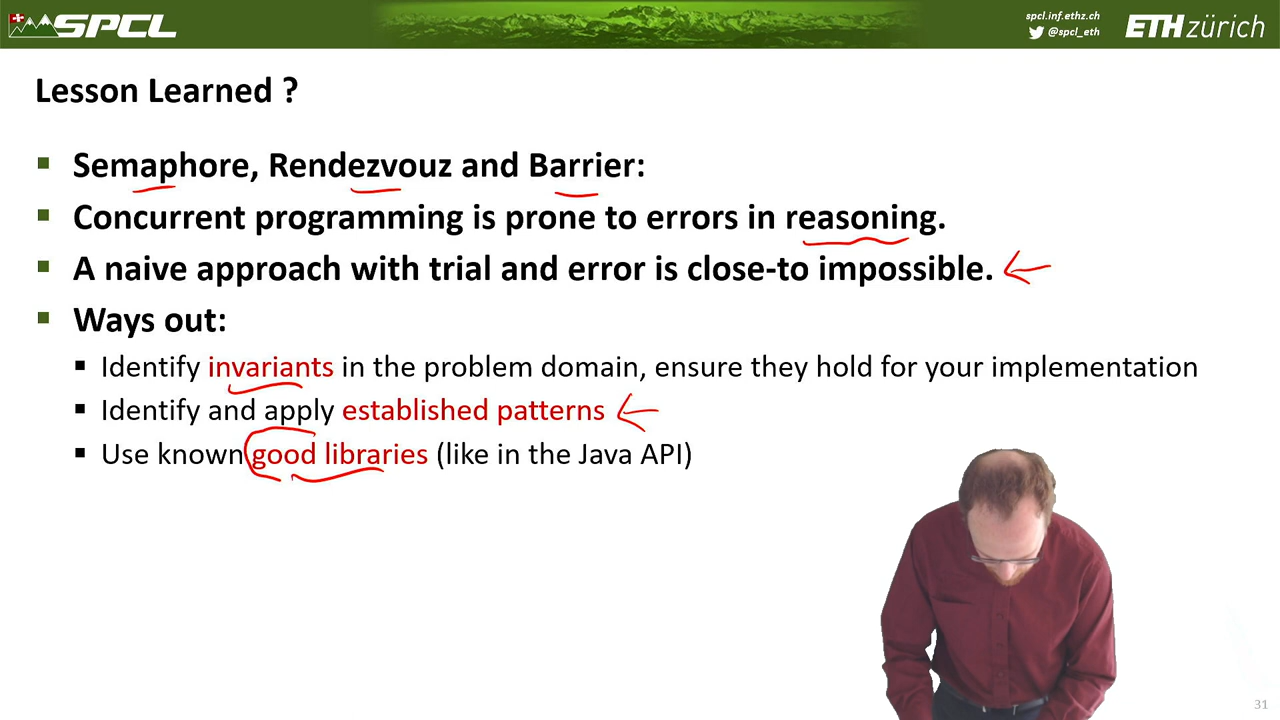 SPCL
spcl.inf.ethz.ch
@spcl_eth
ETH zürich
Lesson Learned ?
Semaphore, Rendezvouz and Barrier:
Concurrent programming is prone to errors in reasoning.
A naive approach with trial and error is close-to impossible.
Ways out:
Identify invariants in the problem domain, ensure they hold for your implementation
Identify and apply established patterns
Use known good libraries (like in the Java API)
31